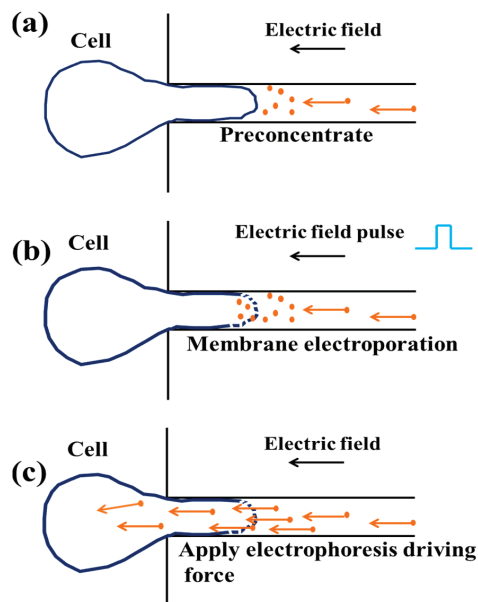 (a)
Cell
Electric field
Preconcentrate
(b)
Cell
Electric field pulse
Membrane electroporation
(c)
Cell
Electric field
Apply electrophoresis driving
force